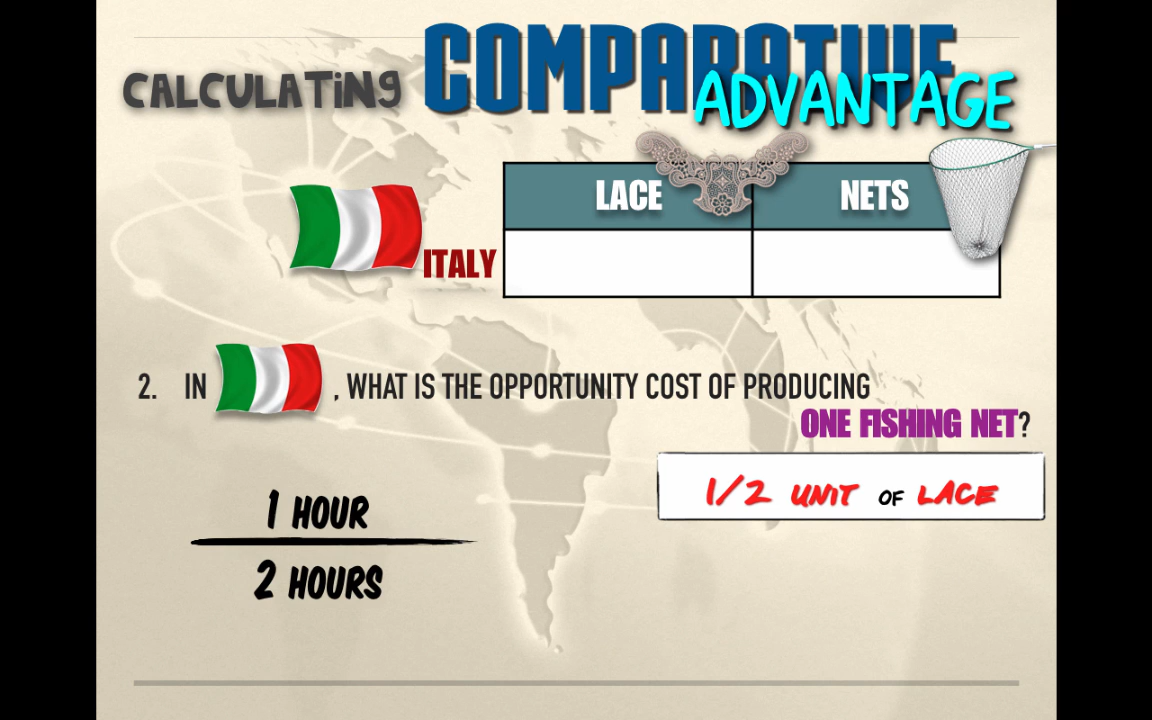 CALCULATING COMPARATIVE
ADVANTAGE
LACE NETS
ITALY
2. IN , WHAT IS THE OPPORTUNITY COST OF PRODUCING
ONE FISHING NET?
1/2 UNIT OF LACE
1 HOUR
2 HOURS